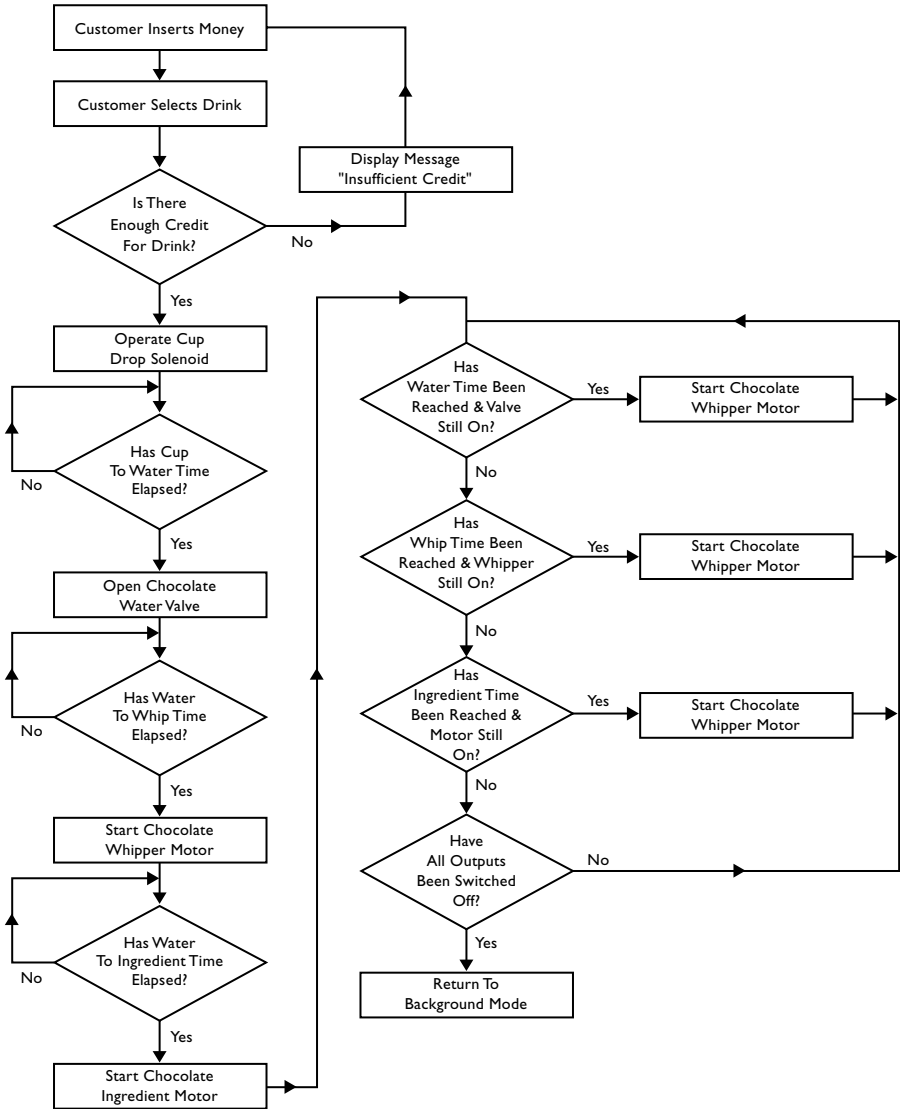 Customer Inserts Money
Customer Selects Drink
Display Message
"Insufficient Credit"
Is There
Enough Credit
For Drink?
No
Yes
Operate Cup
Drop Solenoid
Has Cup
To Water Time
Elapsed?
No
Yes
Open Chocolate
Water Valve
Has Water
To Whip Time
Elapsed?
No
Yes
Start Chocolate
Whipper Motor
Has Water
To Ingredient Time
Elapsed?
No
Yes
Start Chocolate
Ingredient Motor
Has
Water Time Been
Reached & Valve
Still On?
Yes
Start Chocolate
Whipper Motor
No
Has
Whip Time Been
Reached & Whipper
Still On?
Yes
Start Chocolate
Whipper Motor
No
Has
Ingredient Time
Been Reached &
Motor Still
On?
Yes
Start Chocolate
Whipper Motor
No
Have
All Outputs
Been Switched
Off?
No
Yes
Return To
Background Mode